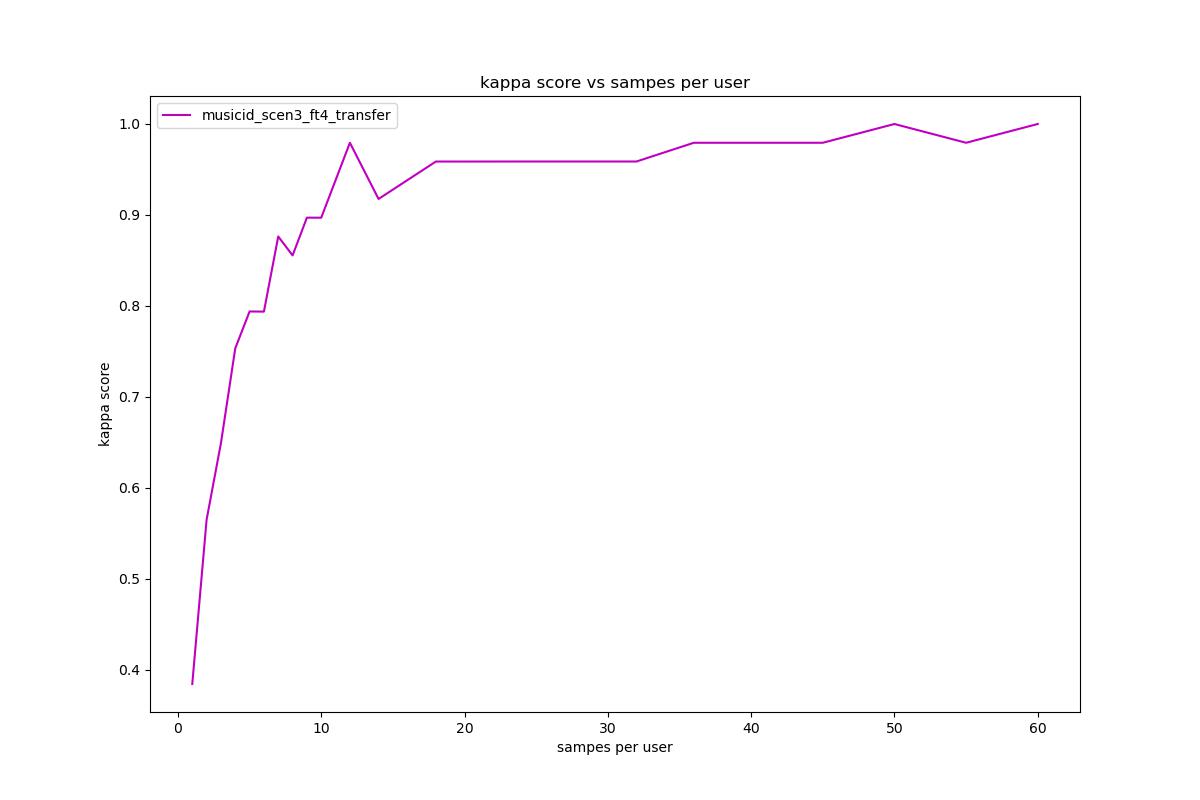 kappa score vs sampes per user
musicid_scen3_ft4_transfer
1.0
0.9
0.8
0.7
0.6
0.5
0.4
kappa score
0 10 20 30 40 50 60
sampes per user